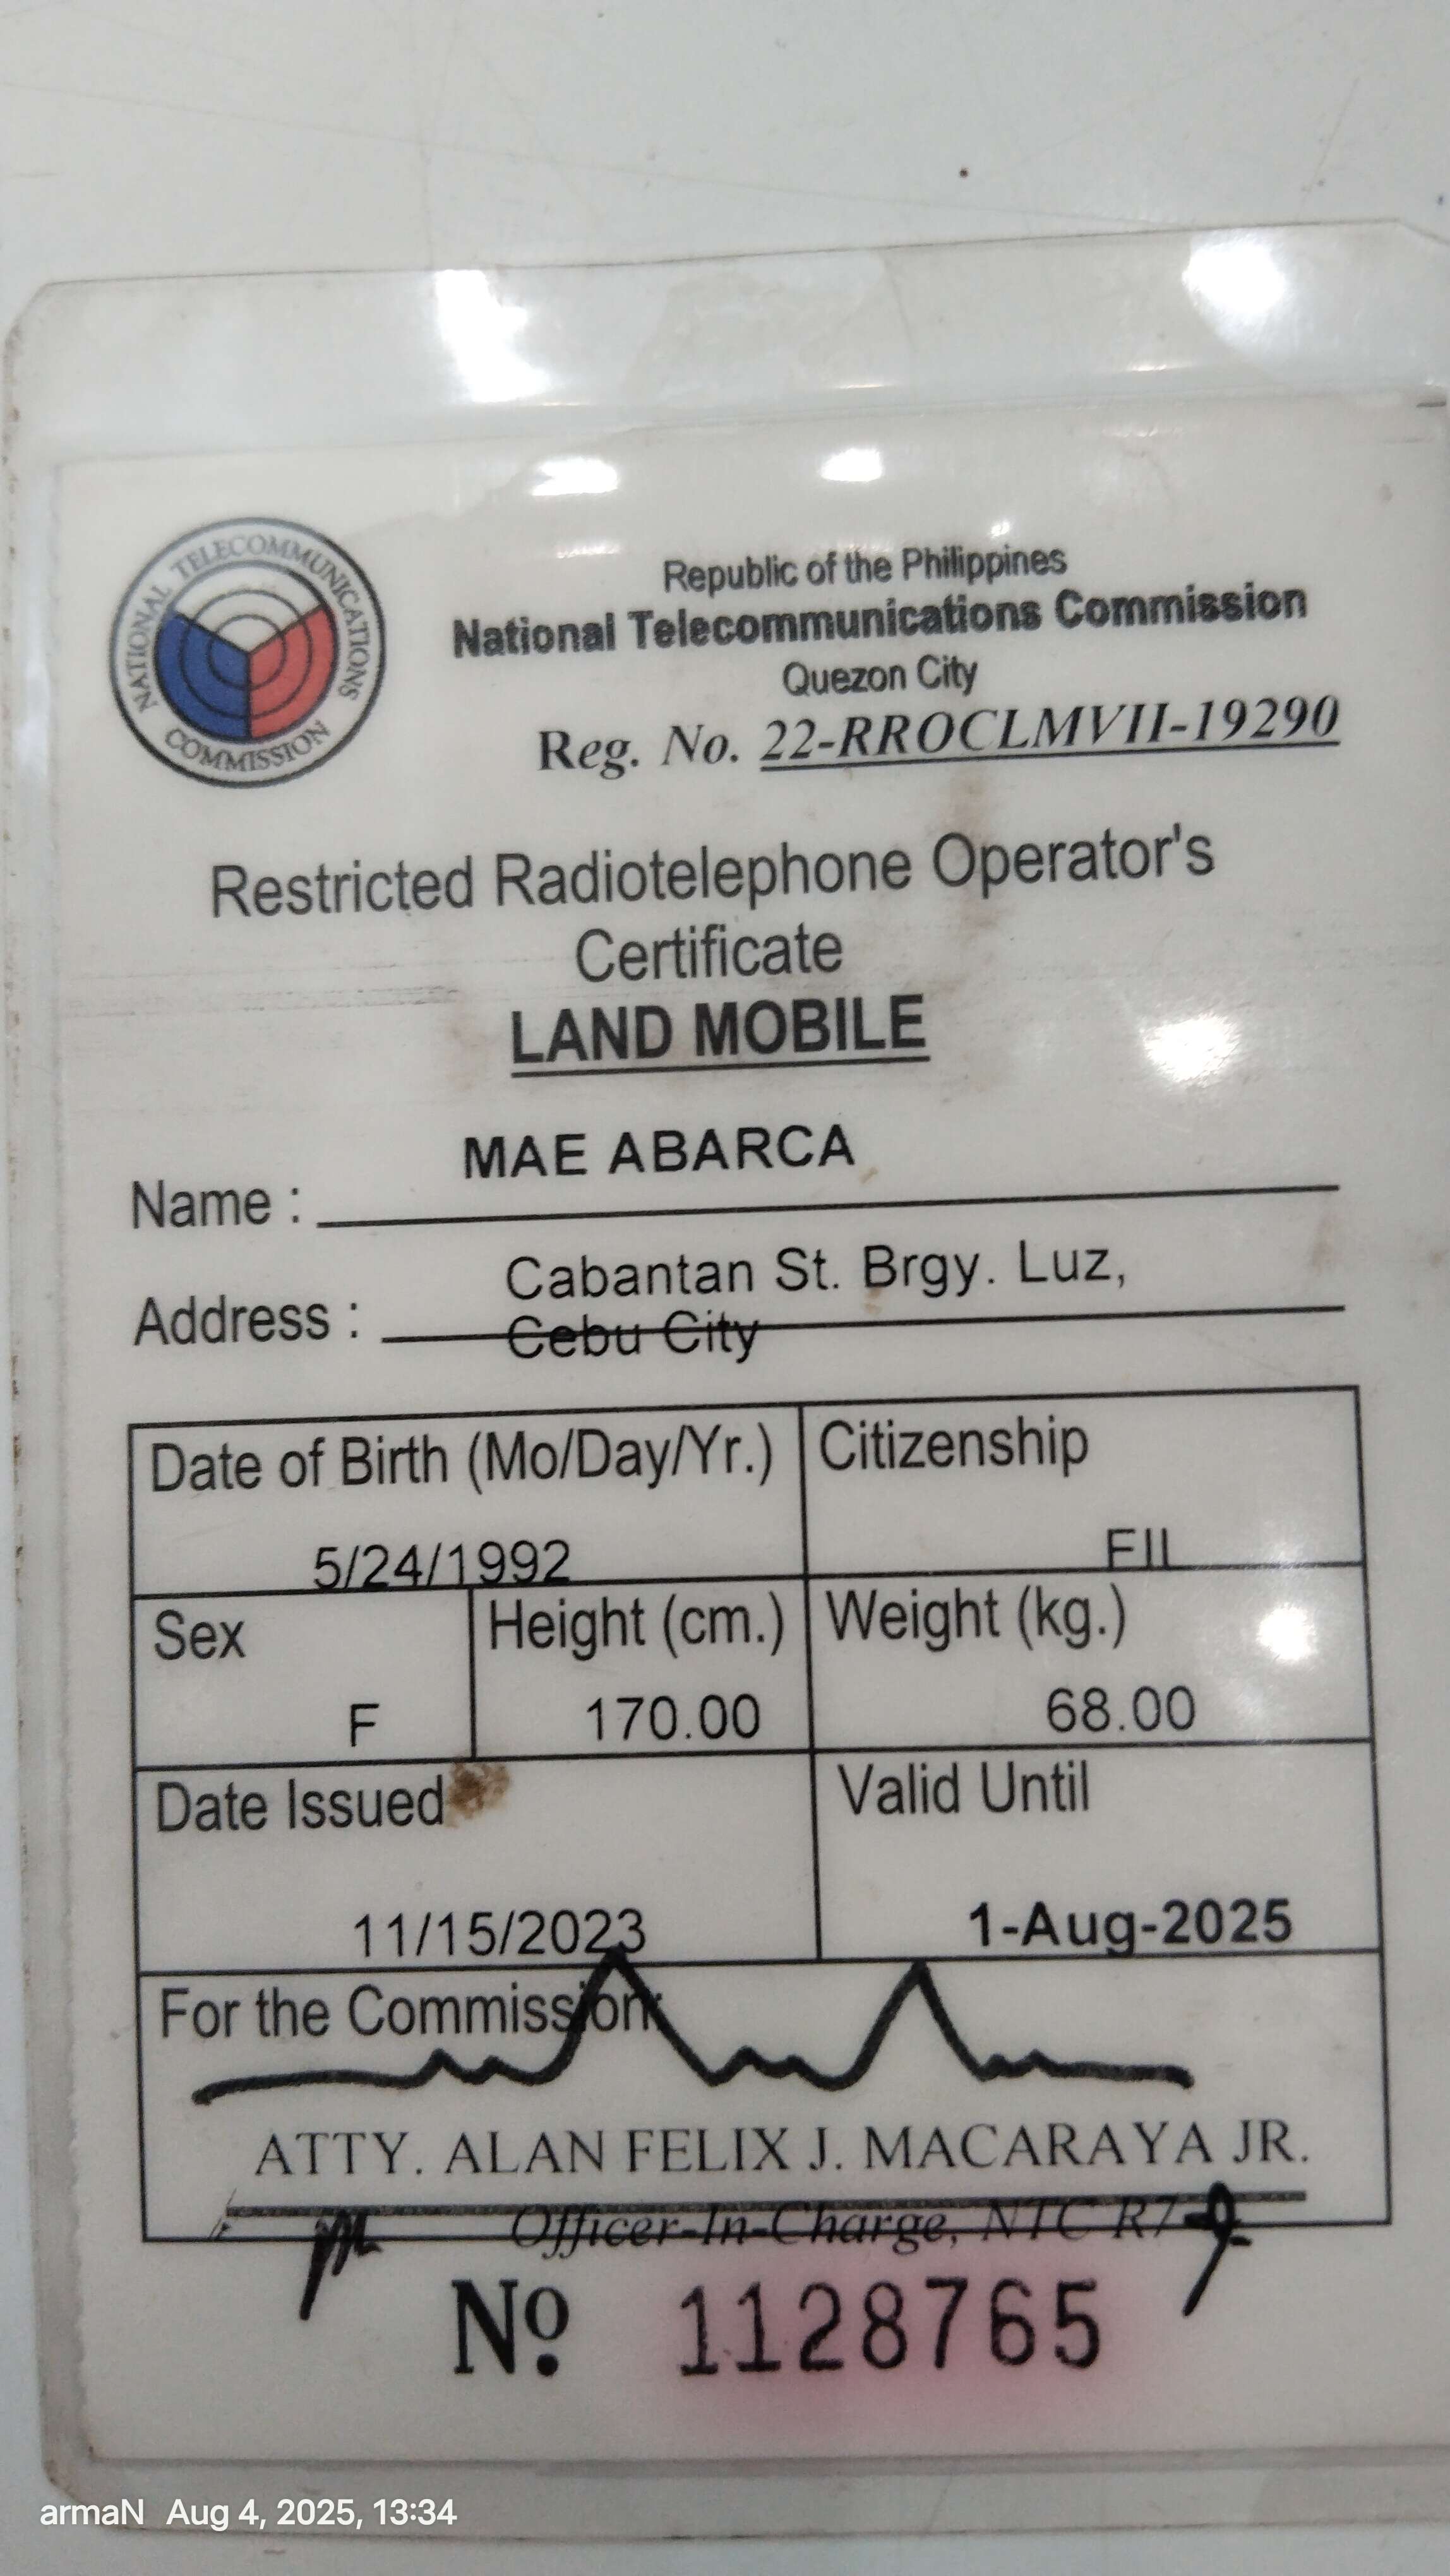 NATIONAL TELECOMMUNICATIONS COMMISSION
Republic of the Philippines
National Telecommunications Commission
Quezon City
Reg. No. 22-RROCLMVII-19290
Restricted Radiotelephone Operator's
Certificate
LAND MOBILE
Name : MAE ABARCA
Address : Cabantan St. Brgy. Luz,
Cebu City
Date of Birth (Mo/Day/Yr.) Citizenship
5/24/1992 FIL
Sex Height (cm.) Weight (kg.)
F 170.00 68.00
Date Issued Valid Until
11/15/2023 1-Aug-2025
For the Commission:
ATTY. ALAN FELIX J. MACARAYA JR.
Officer-In-Charge, NTC R7
No. 1128765
armaN Aug 4, 2025, 13:34